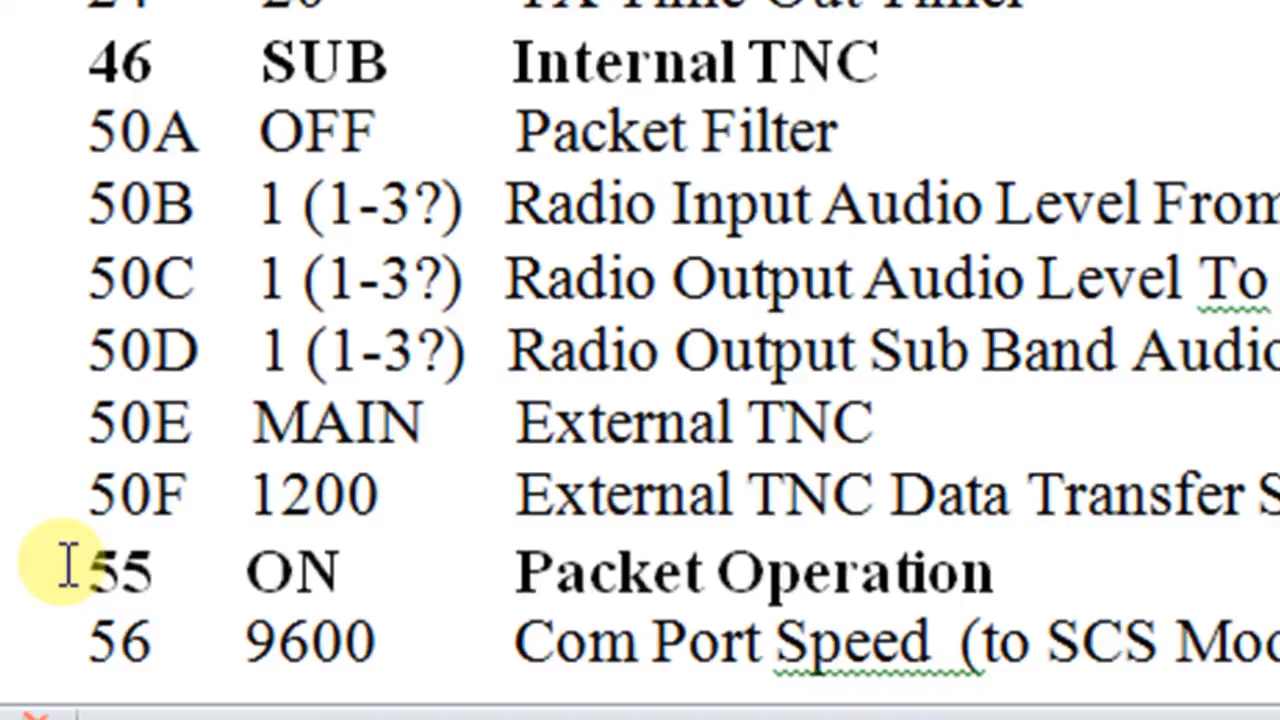 46 SUB Internal TNC
50A OFF Packet Filter
50B 1 (1-3?) Radio Input Audio Level From
50C 1 (1-3?) Radio Output Audio Level To
50D 1 (1-3?) Radio Output Sub Band Audio
50E MAIN External TNC
50F 1200 External TNC Data Transfer S
55 ON Packet Operation
56 9600 Com Port Speed (to SCS Mod